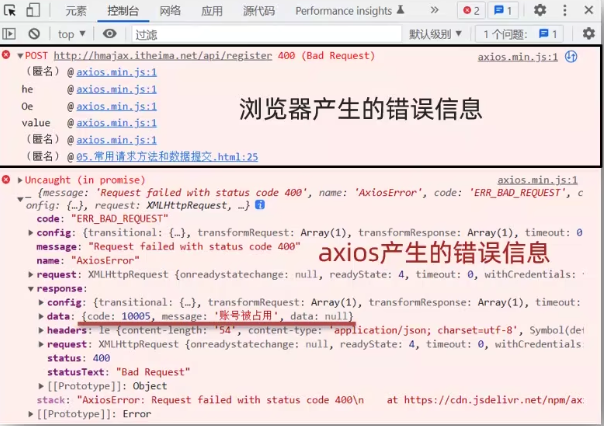 元素 控制台 网络 应用 源代码 Performance insights » 2 1
top ▼ 过滤 默认级别 ▼ 1 个问题: 1
▼POST http://hmajax.itheima.net/api/register 400 (Bad Request) axios.min.js:1
(匿名) @ axios.min.js:1
he @ axios.min.js:1
Oe @ axios.min.js:1
value @ axios.min.js:1
(匿名) @ axios.min.js:1
(匿名) @ 05.常用请求方法和数据提交.html:25
浏览器产生的错误信息
▶Uncaught (in promise) axios.min.js:1
{message: 'Request failed with status code 400', name: 'AxiosError', code: 'ERR_BAD_REQUEST', c
onfig: {…}, request: XMLHttpRequest, …}
code: "ERR_BAD_REQUEST"
▶ config: {transitional: {…}, transformRequest: Array(1), transformResponse: Array(1), timeout: 0
message: "Request failed with status code 400"
name: "AxiosError"
axios产生的错误信息
▶ request: XMLHttpRequest {onreadystatechange: null, readyState: 4, timeout: 0, withCredentials:
▼ response:
▶ config: {transitional: {…}, transformRequest: Array(1), transformResponse: Array(1), timeout:
▶ data: {code: 10005, message: '账号被占用', data: null}
▶ headers: le {content-length: '54', content-type: 'application/json; charset=utf-8', Symbol(de
▶ request: XMLHttpRequest {onreadystatechange: null, readyState: 4, timeout: 0, withCredentials
status: 400
statusText: "Bad Request"
▶ [[Prototype]]: Object
stack: "AxiosError: Request failed with status code 400\n at https://cdn.jsdelivr.net/npm/ax
▶ [[Prototype]]: Error